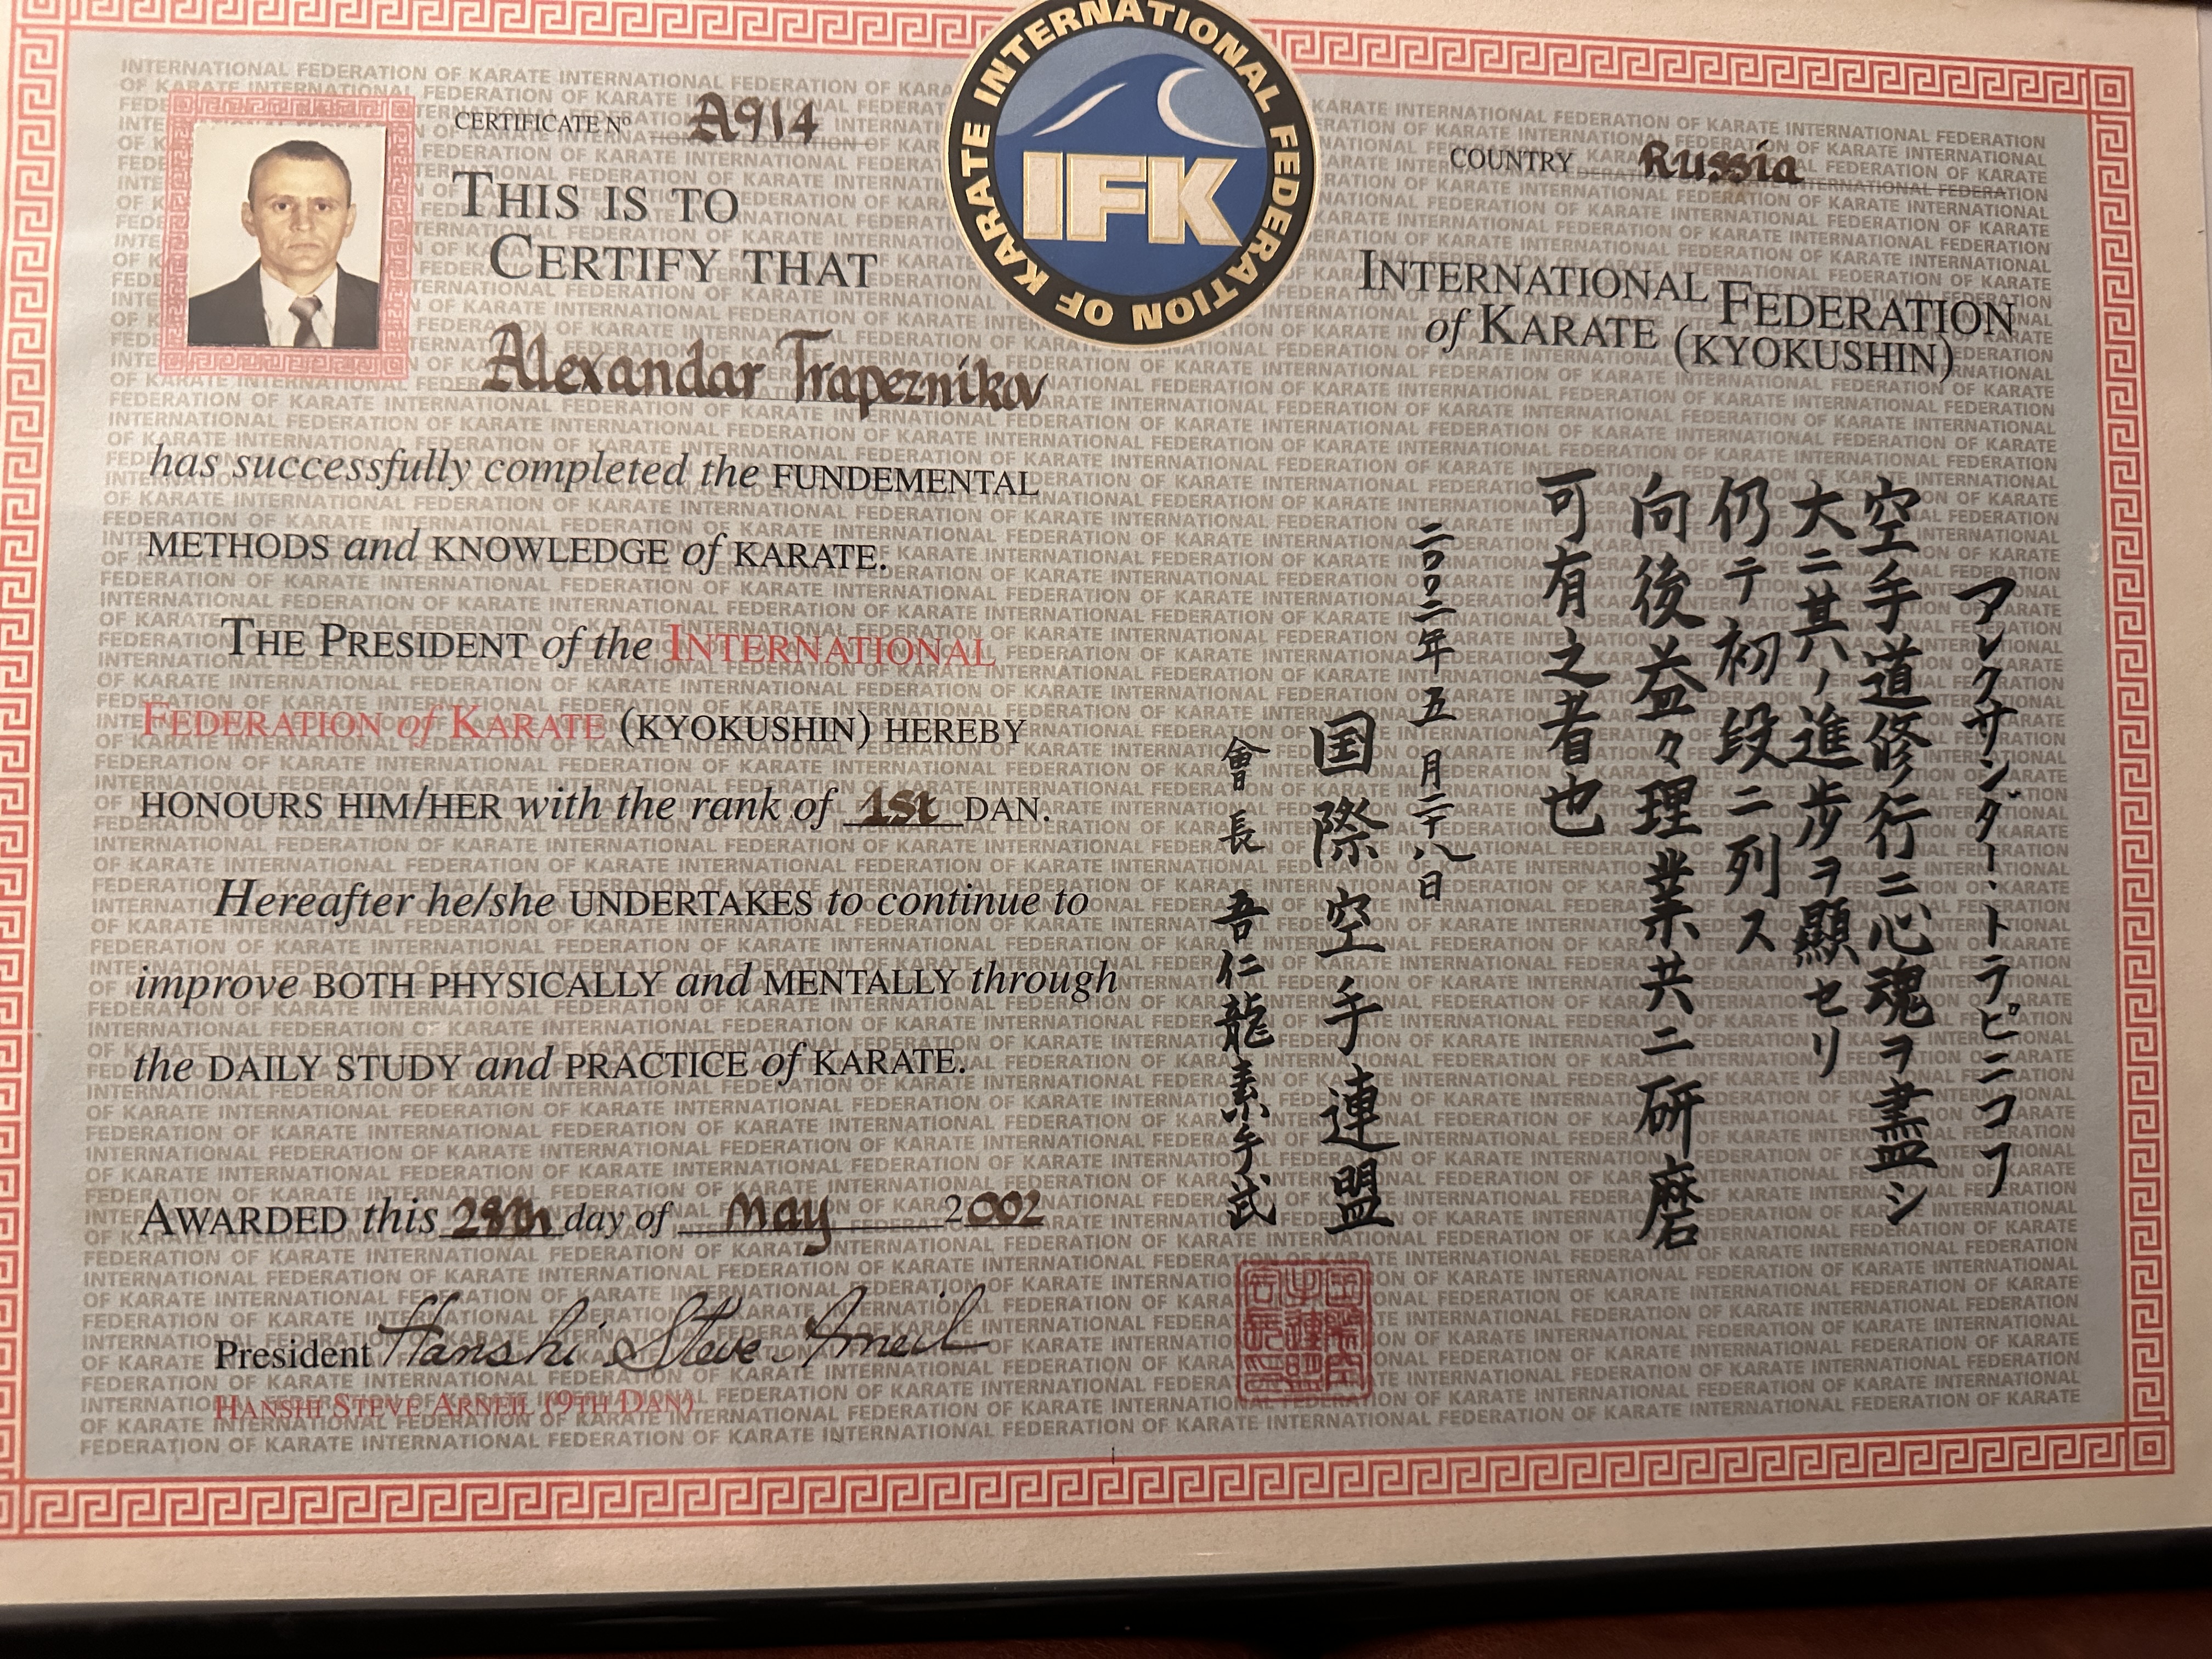 CERTIFICATE Nº A914
INTERNATIONAL FEDERATION OF KARATE
IFK
COUNTRY Russia
THIS IS TO
CERTIFY THAT
Alexandar Trapeznikov
has successfully completed the FUNDEMENTAL
METHODS and KNOWLEDGE of KARATE.
THE PRESIDENT of the INTERNATIONAL
FEDERATION of KARATE (KYOKUSHIN) HEREBY
HONOURS HIM/HER with the rank of 1st DAN.
Hereafter he/she UNDERTAKES to continue to
improve BOTH PHYSICALLY and MENTALLY through
the DAILY STUDY and PRACTICE of KARATE.
AWARDED this 28th day of May 2002
President Hanshi Steve Arneil
HANSHI STEVE ARNEIL (9TH DAN)
INTERNATIONAL FEDERATION
of KARATE (KYOKUSHIN)
アレクサンダー・トラピニコフ
空手道修行ニ心魂ヲ盡シ
大ニ其ノ進歩ヲ顯セリ
仍テ初段ニ列ス
向後益々理業共ニ研磨
可有之者也
二〇〇二年五月二十八日
国際空手連盟
會長 吾仁龍素手武